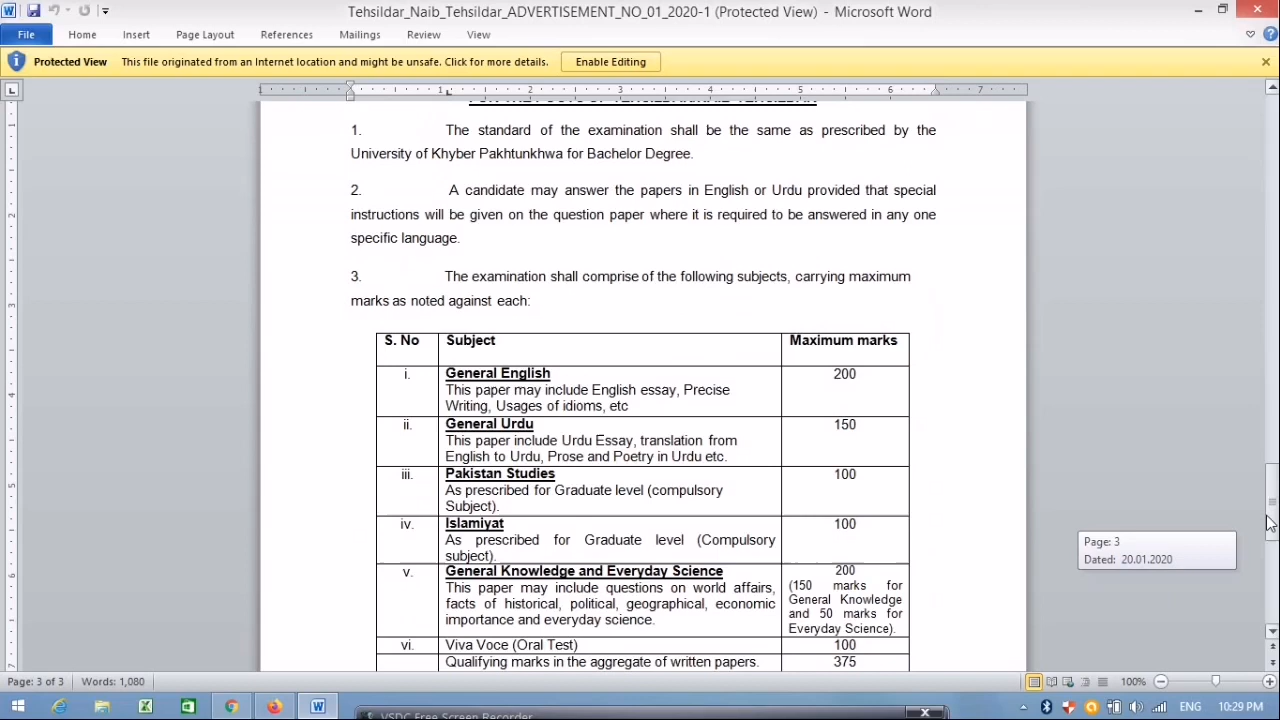 Tehsildar_Naib_Tehsildar_ADVERTISEMENT_NO_01_2020-1 (Protected View) - Microsoft Word
File Home Insert Page Layout References Mailings Review View
Protected View This file originated from an Internet location and might be unsafe. Click for more details. Enable Editing
1. The standard of the examination shall be the same as prescribed by the
University of Khyber Pakhtunkhwa for Bachelor Degree.
2. A candidate may answer the papers in English or Urdu provided that special
instructions will be given on the question paper where it is required to be answered in any one
specific language.
3. The examination shall comprise of the following subjects, carrying maximum
marks as noted against each:
S. No Subject Maximum marks
i. General English 200
This paper may include English essay, Precise
Writing, Usages of idioms, etc
ii. General Urdu 150
This paper include Urdu Essay, translation from
English to Urdu, Prose and Poetry in Urdu etc.
iii. Pakistan Studies 100
As prescribed for Graduate level (compulsory
Subject).
iv. Islamiyat 100
As prescribed for Graduate level (Compulsory
subject).
v. General Knowledge and Everyday Science 200
This paper may include questions on world affairs,
facts of historical, political, geographical, economic
importance and everyday science.
(150 marks for
General Knowledge
and 50 marks for
Everyday Science).
vi. Viva Voce (Oral Test) 100
Qualifying marks in the aggregate of written papers. 375
Page: 3
Dated: 20.01.2020
Page: 3 of 3 Words: 1,080 100%
VSDC Free Screen Recorder
ENG 10:29 PM